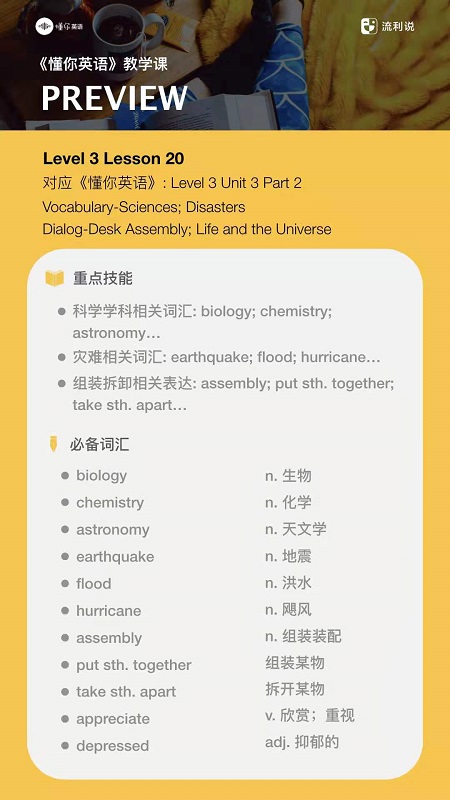 懂你英语
流利说
《懂你英语》教学课
PREVIEW
Level 3 Lesson 20
对应《懂你英语》: Level 3 Unit 3 Part 2
Vocabulary-Sciences; Disasters
Dialog-Desk Assembly; Life and the Universe
重点技能
科学学科相关词汇: biology; chemistry;
astronomy…
灾难相关词汇: earthquake; flood; hurricane…
组装拆卸相关表达: assembly; put sth. together;
take sth. apart…
必备词汇
biology n. 生物
chemistry n. 化学
astronomy n. 天文学
earthquake n. 地震
flood n. 洪水
hurricane n. 飓风
assembly n. 组装装配
put sth. together 组装某物
take sth. apart 拆开某物
appreciate v. 欣赏；重视
depressed adj. 抑郁的